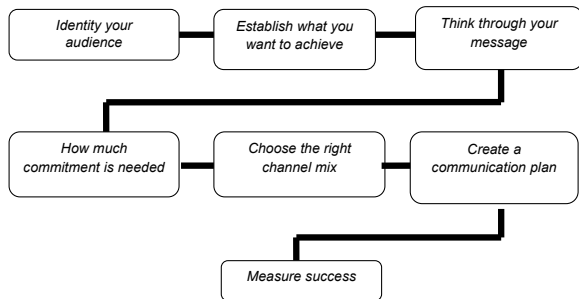 Identity your
audience
Establish what you
want to achieve
Think through your
message
How much
commitment is needed
Choose the right
channel mix
Create a
communication plan
Measure success